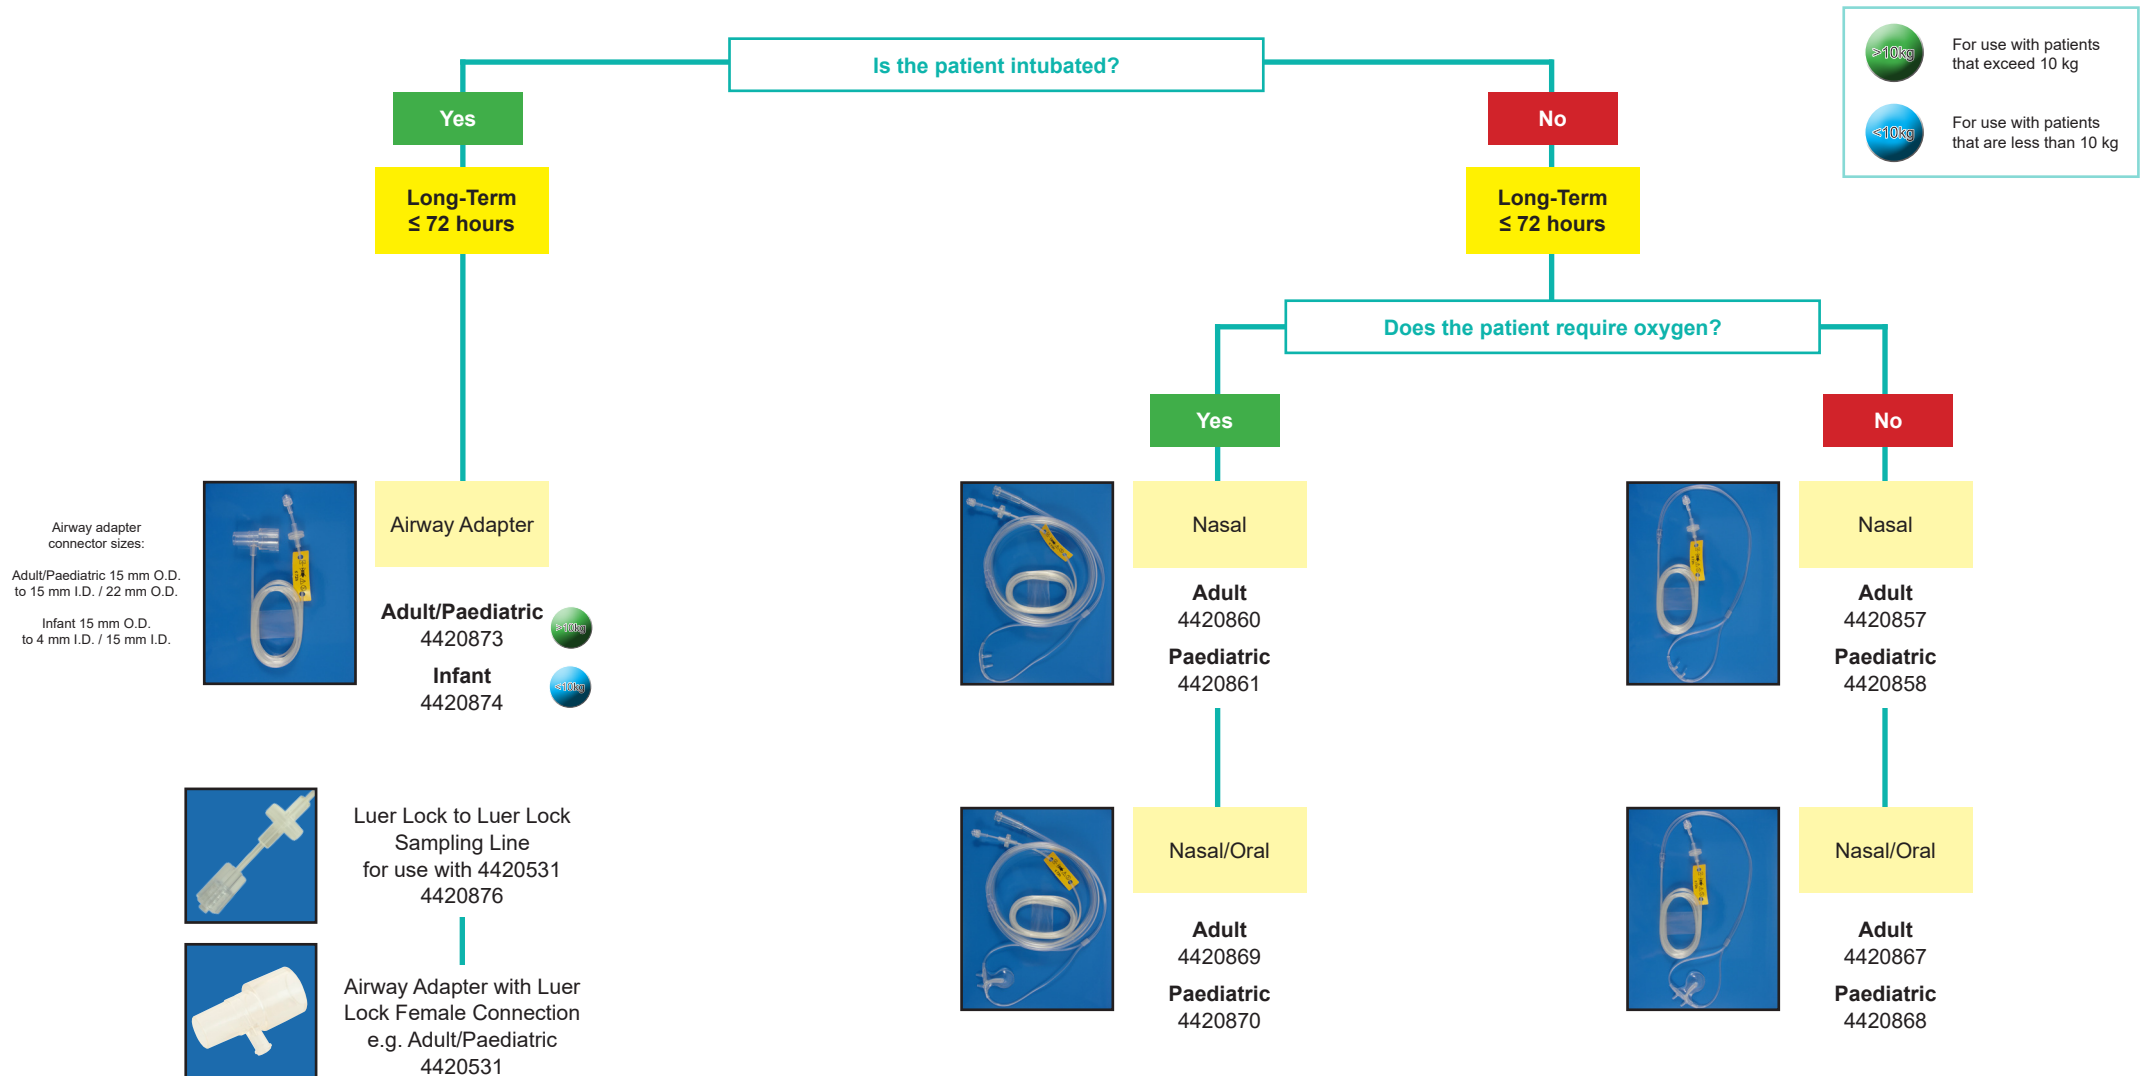 Is the patient intubated?
>10kg
For use with patients
that exceed 10 kg
<10kg
For use with patients
that are less than 10 kg
Yes
No
Long-Term
≤ 72 hours
Long-Term
≤ 72 hours
Does the patient require oxygen?
Yes
No
Airway adapter
connector sizes:
Adult/Paediatric 15 mm O.D.
to 15 mm I.D. / 22 mm O.D.
Infant 15 mm O.D.
to 4 mm I.D. / 15 mm I.D.
Airway Adapter
Adult/Paediatric
4420873
>10kg
Infant
4420874
<10kg
Nasal
Adult
4420860
Paediatric
4420861
Nasal
Adult
4420857
Paediatric
4420858
Luer Lock to Luer Lock
Sampling Line
for use with 4420531
4420876
Airway Adapter with Luer
Lock Female Connection
e.g. Adult/Paediatric
4420531
Nasal/Oral
Adult
4420869
Paediatric
4420870
Nasal/Oral
Adult
4420867
Paediatric
4420868